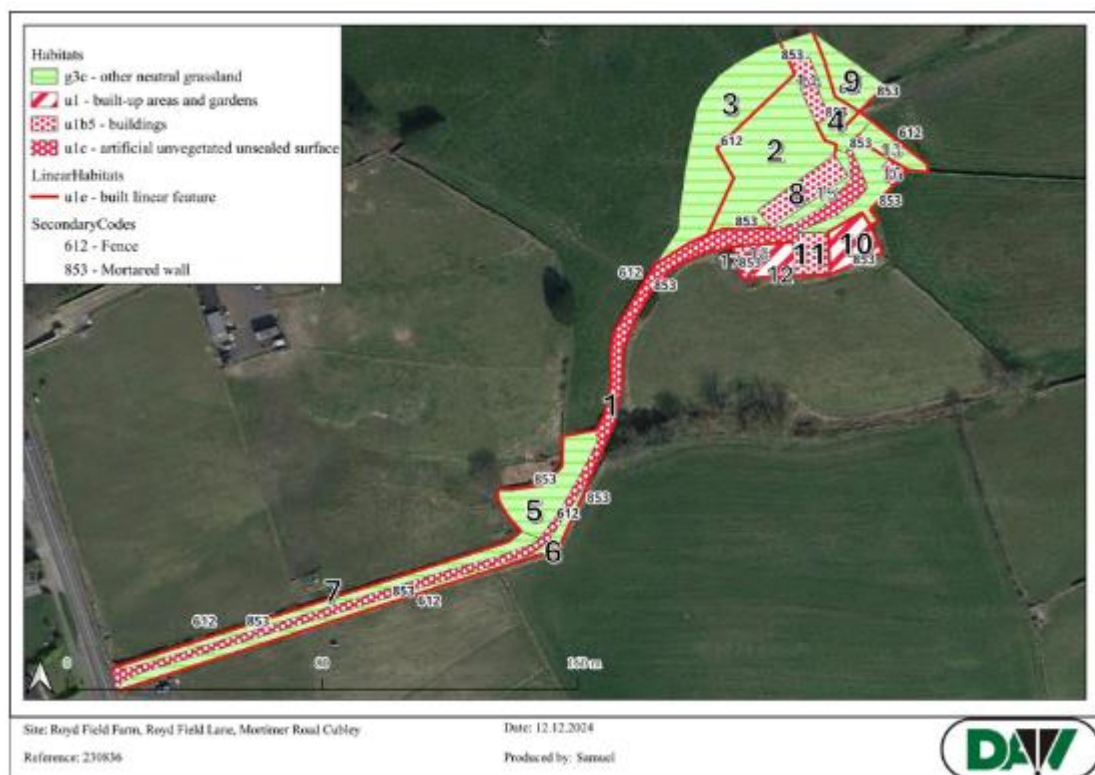 Habitats
g3c - other neutral grassland
u1 - built-up areas and gardens
u1b5 - buildings
u1c - artificial unvegetated unsealed surface
LinearHabitats
u1e - built linear feature
SecondaryCodes
612 - Fence
853 - Mortared wall
853
9
853
3
4
612
612
853
2
853
8
853
853
10
11
17
853
12
853
612
853
1
853
5
853
612
6
7
853
612
612
853
0
80
160 m
Site: Royd Field Farm, Royd Field Lane, Mortimer Road Cubley
Date: 12.12.2024
Reference: 230836
Produced by: Samuel
DAW